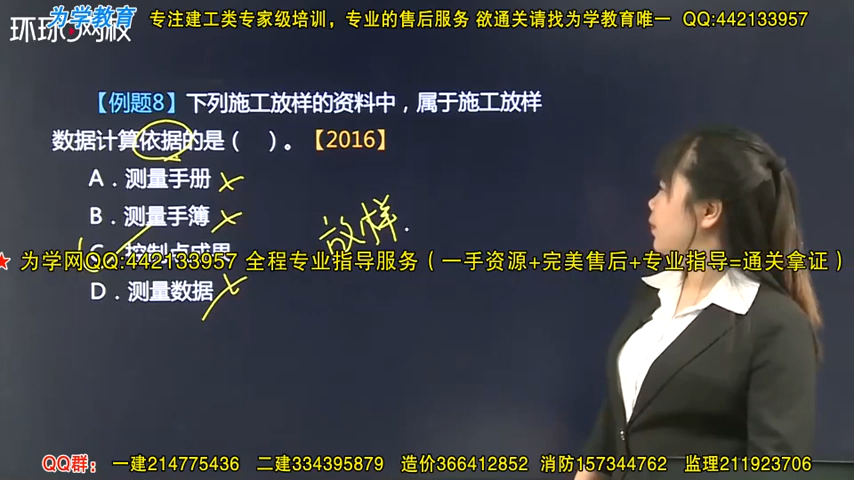 为学教育 专注建工类专家级培训，专业的售后服务 欲通关请找为学教育唯一 QQ:442133957
环球网校
【例题8】下列施工放样的资料中，属于施工放样
数据计算依据的是（ ）。【2016】
A．测量手册
B．测量手簿
放样.
C．控制点成果
★ 为学网QQ:442133957 全程专业指导服务（一手资源+完美售后+专业指导=通关拿证）
D．测量数据
QQ群： 一建214775436 二建334395879 造价366412852 消防157344762 监理211923706